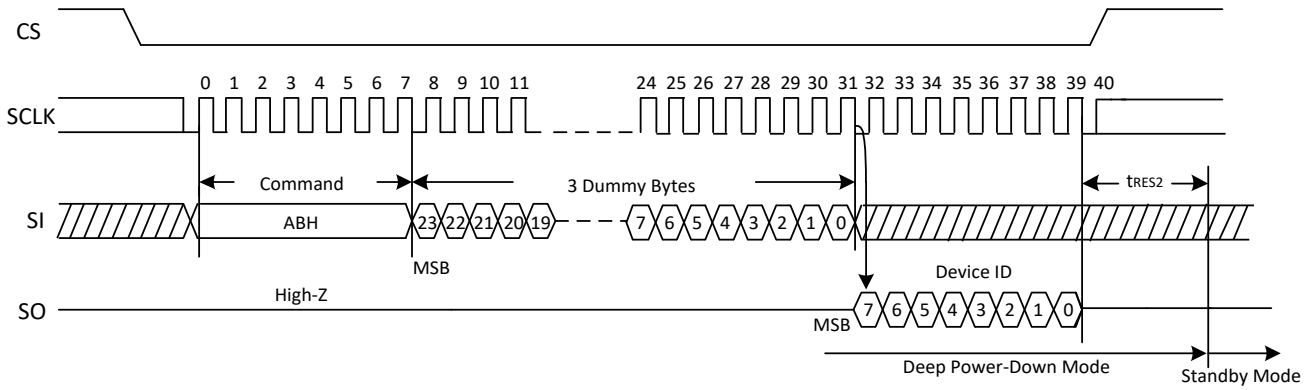 CS
0 1 2 3 4 5 6 7 8 9 10 11 24 25 26 27 28 29 30 31 32 33 34 35 36 37 38 39 40
SCLK
Command 3 Dummy Bytes tRES2
SI ABH 23 22 21 20 19 7 6 5 4 3 2 1 0
MSB
High-Z Device ID
SO MSB 7 6 5 4 3 2 1 0
Deep Power-Down Mode Standby Mode